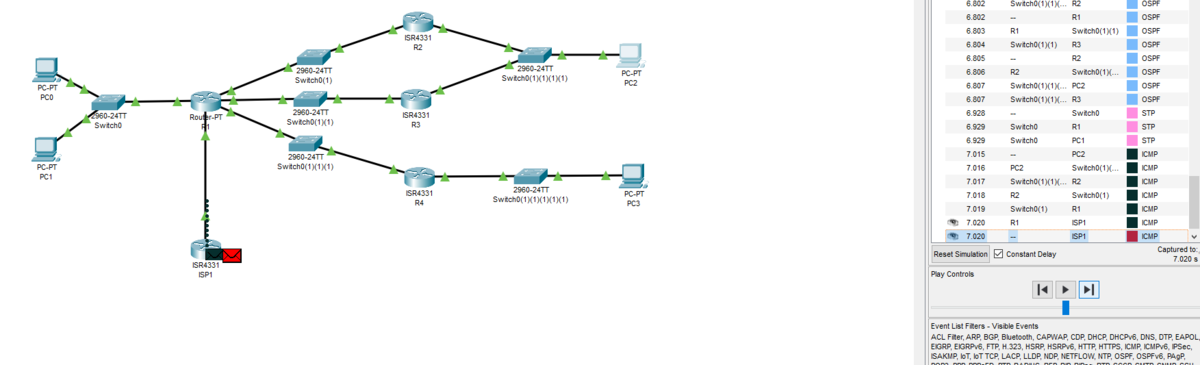 ISR4331
R2
2960-24TT
Switch0(1)
2960-24TT
Switch0(1)(1)(1)(1)
PC-PT
PC2
PC-PT
PC0
2960-24TT
Switch0
Router-PT
R1
2960-24TT
Switch0(1)(1)
ISR4331
R3
PC-PT
PC1
2960-24TT
Switch0(1)(1)(1)
ISR4331
R4
2960-24TT
Switch0(1)(1)(1)(1)(1)
PC-PT
PC3
ISR4331
ISP1
6.802 Switch0(1)(1)(... R2 OSPF
6.802 -- R1 OSPF
6.803 R1 Switch0(1)(1) OSPF
6.804 Switch0(1)(1) R3 OSPF
6.805 -- R2 OSPF
6.806 R2 Switch0(1)(... OSPF
6.807 Switch0(1)(1)(... PC2 OSPF
6.807 Switch0(1)(1)(... R3 OSPF
6.928 -- Switch0 STP
6.929 Switch0 R1 STP
6.929 Switch0 PC1 STP
7.015 -- PC2 ICMP
7.016 PC2 Switch0(1)(... ICMP
7.017 Switch0(1)(1)(... R2 ICMP
7.018 R2 Switch0(1) ICMP
7.019 Switch0(1) R1 ICMP
7.020 R1 ISP1 ICMP
7.020 -- ISP1 ICMP
Reset Simulation Constant Delay Captured to:
7.020 s
Play Controls
Event List Filters - Visible Events
ACL Filter, ARP, BGP, Bluetooth, CAPWAP, CDP, DHCP, DHCPv6, DNS, DTP, EAPOL,
EIGRP, EIGRPv6, FTP, H.323, HSRP, HSRPv6, HTTP, HTTPS, ICMP, ICMPv6, IPSec,
ISAKMP, IoT, IoT TCP, LACP, LLDP, NDP, NETFLOW, NTP, OSPF, OSPFv6, PAgP,